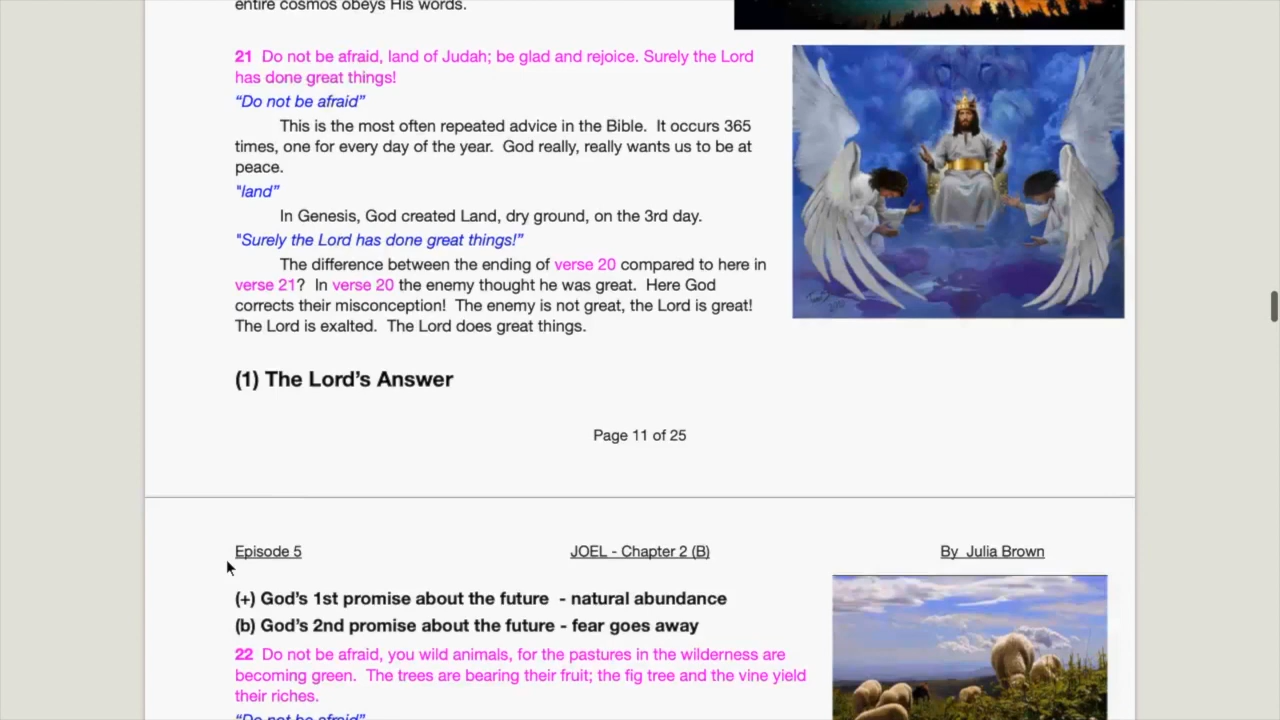 entire cosmos obeys His words.
21  Do not be afraid, land of Judah; be glad and rejoice. Surely the Lord
has done great things!
“Do not be afraid”
This is the most often repeated advice in the Bible.  It occurs 365
times, one for every day of the year.  God really, really wants us to be at
peace.
"land”
In Genesis, God created Land, dry ground, on the 3rd day.
"Surely the Lord has done great things!”
The difference between the ending of verse 20 compared to here in
verse 21?  In verse 20 the enemy thought he was great.  Here God
corrects their misconception!  The enemy is not great, the Lord is great!
The Lord is exalted.  The Lord does great things.
(1) The Lord’s Answer
Page 11 of 25
Episode 5 JOEL - Chapter 2 (B) By  Julia Brown
(+) God’s 1st promise about the future  - natural abundance
(b) God’s 2nd promise about the future - fear goes away
22  Do not be afraid, you wild animals, for the pastures in the wilderness are
becoming green.  The trees are bearing their fruit; the fig tree and the vine yield
their riches.
“Do not be afraid”